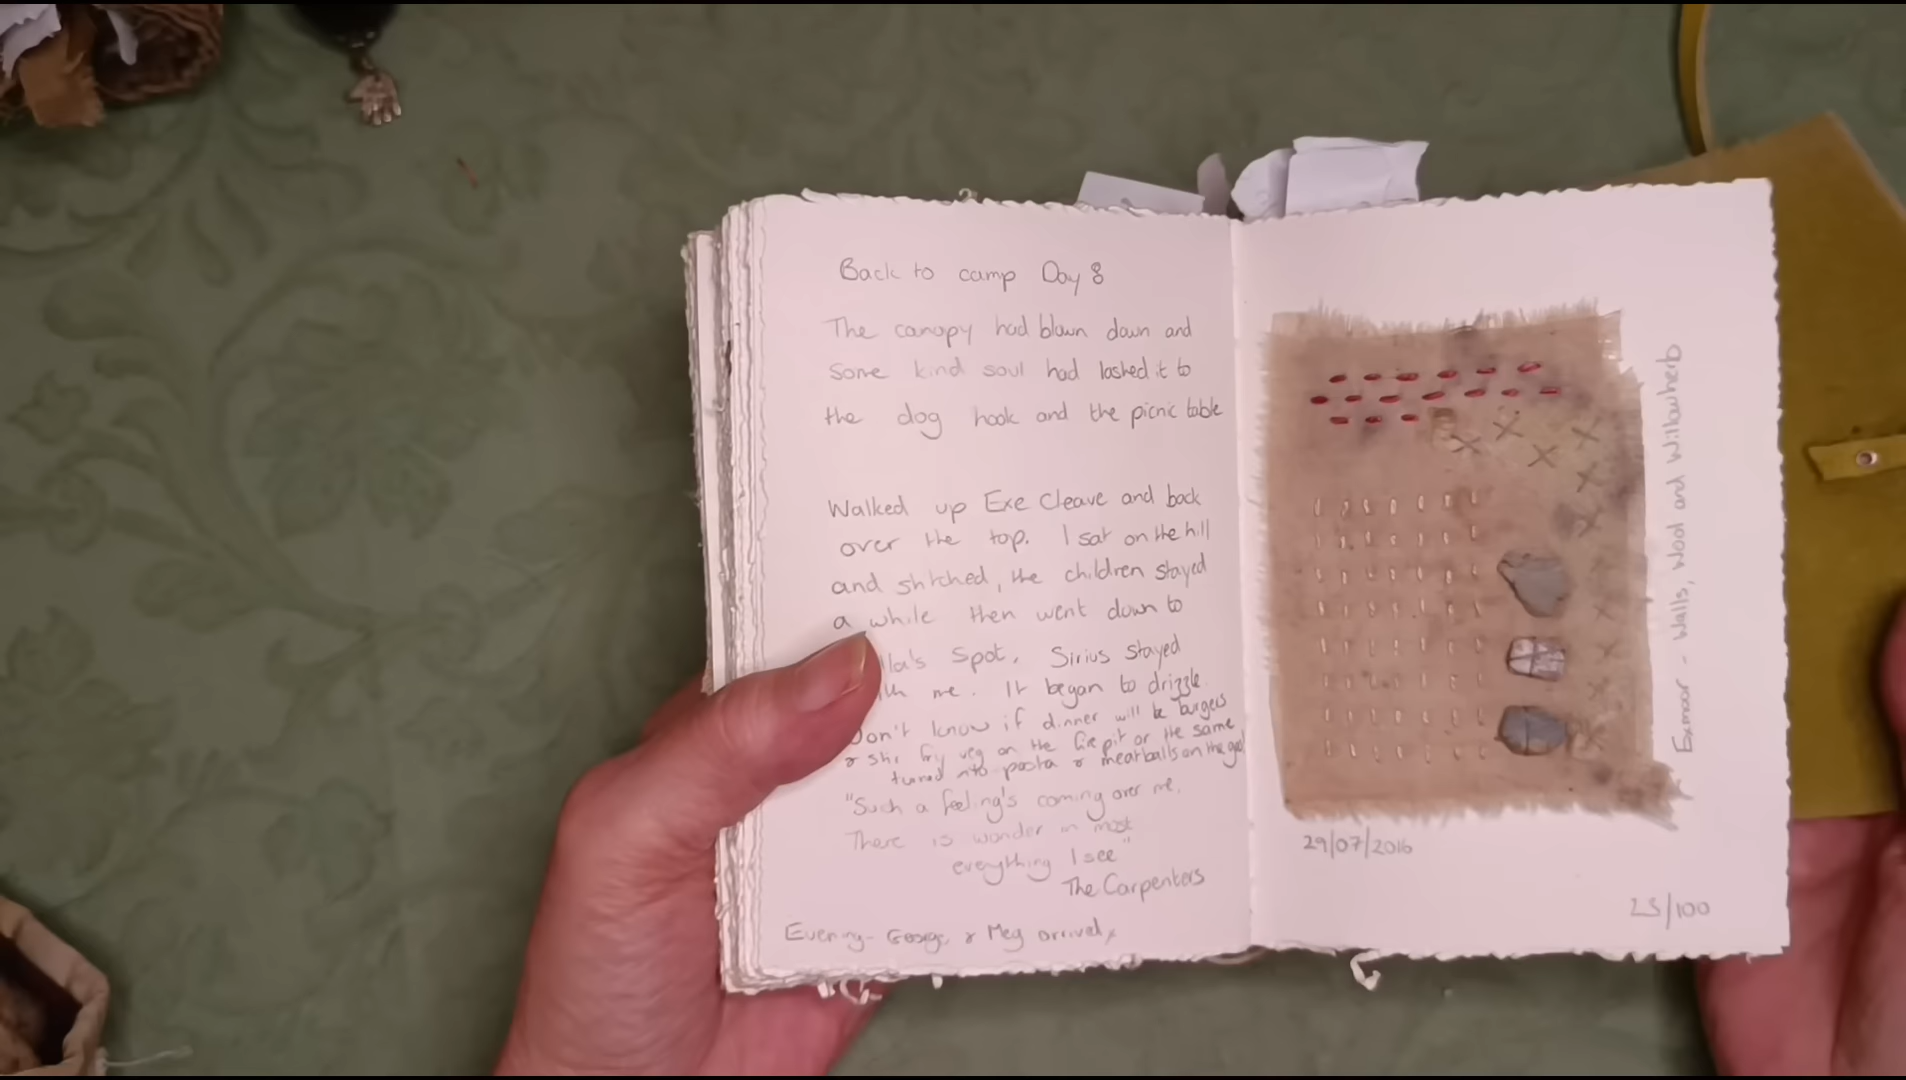 Back to camp Day 8
The canopy had blown down and
some kind soul had lashed it to
the dog hook and the picnic table
Walked up Exe Cleave and back
over the top. I sat on the hill
and stitched, the children stayed
a while then went down to
lla's Spot. Sirius stayed
me. It began to drizzle
Don't know if dinner will be burgers
& stir fry veg on the fire pit or the same
turned into pasta & meatballs on the
"Such a feeling's coming over me,
There is wonder in most
everything I see"
The Carpenters
Evening - George & Meg arrived
Exmoor - Walls, Wool and Willowherb
29/07/2016
23/100